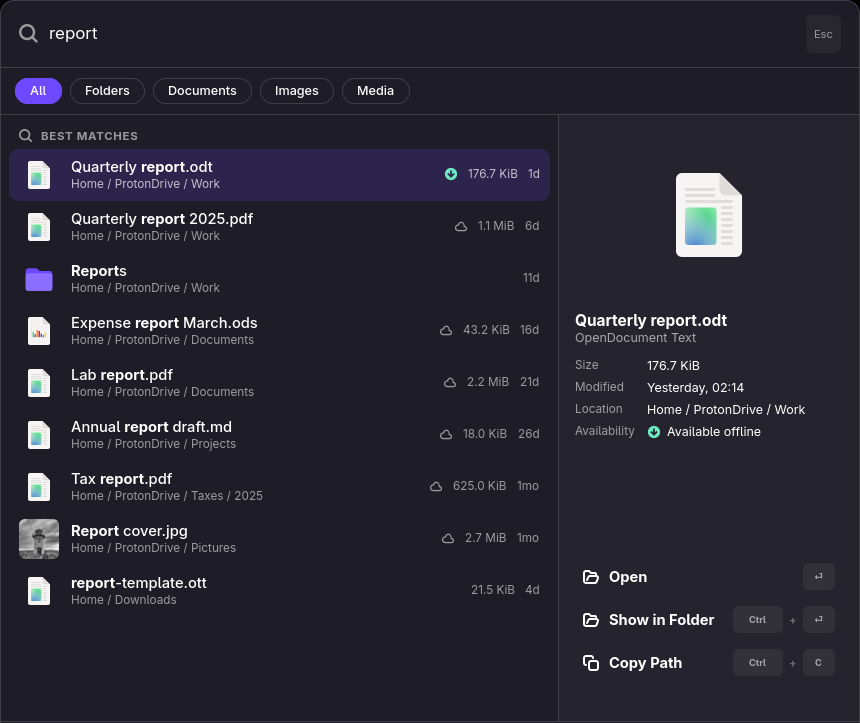 report
Esc
All
Folders
Documents
Images
Media
BEST MATCHES
Quarterly report.odt
Home / ProtonDrive / Work
176.7 KiB 1d
Quarterly report 2025.pdf
Home / ProtonDrive / Work
1.1 MiB 6d
Reports
Home / ProtonDrive / Work
11d
Expense report March.ods
Home / ProtonDrive / Documents
43.2 KiB 16d
Lab report.pdf
Home / ProtonDrive / Documents
2.2 MiB 21d
Annual report draft.md
Home / ProtonDrive / Projects
18.0 KiB 26d
Tax report.pdf
Home / ProtonDrive / Taxes / 2025
625.0 KiB 1mo
Report cover.jpg
Home / ProtonDrive / Pictures
2.7 MiB 1mo
report-template.ott
Home / Downloads
21.5 KiB 4d
Quarterly report.odt
OpenDocument Text
Size 176.7 KiB
Modified Yesterday, 02:14
Location Home / ProtonDrive / Work
Availability Available offline
Open ⏎
Show in Folder Ctrl + ⏎
Copy Path Ctrl + C